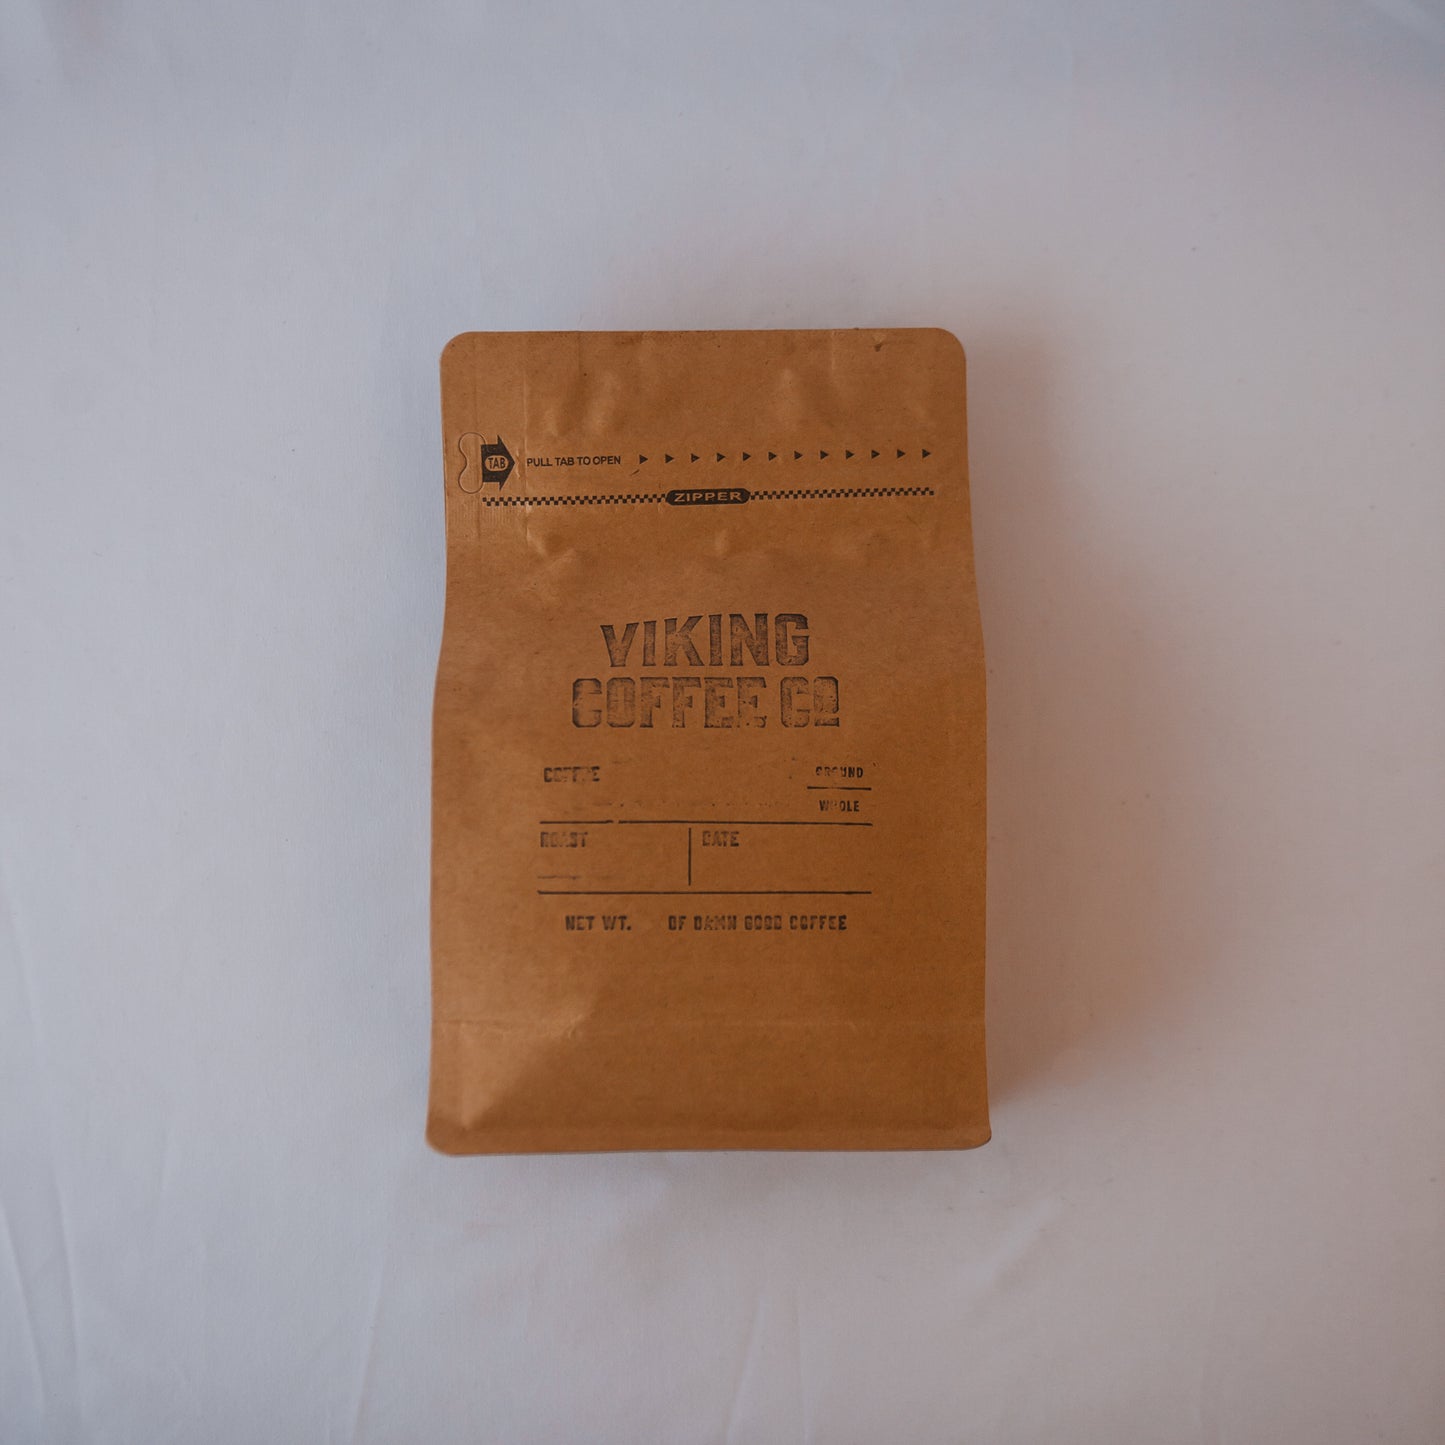 TAB
PULL TAB TO OPEN
ZIPPER
VIKING
COFFEE CO
COFFEE
GROUND
WHOLE
ROAST
DATE
NET WT. OF DAMN GOOD COFFEE